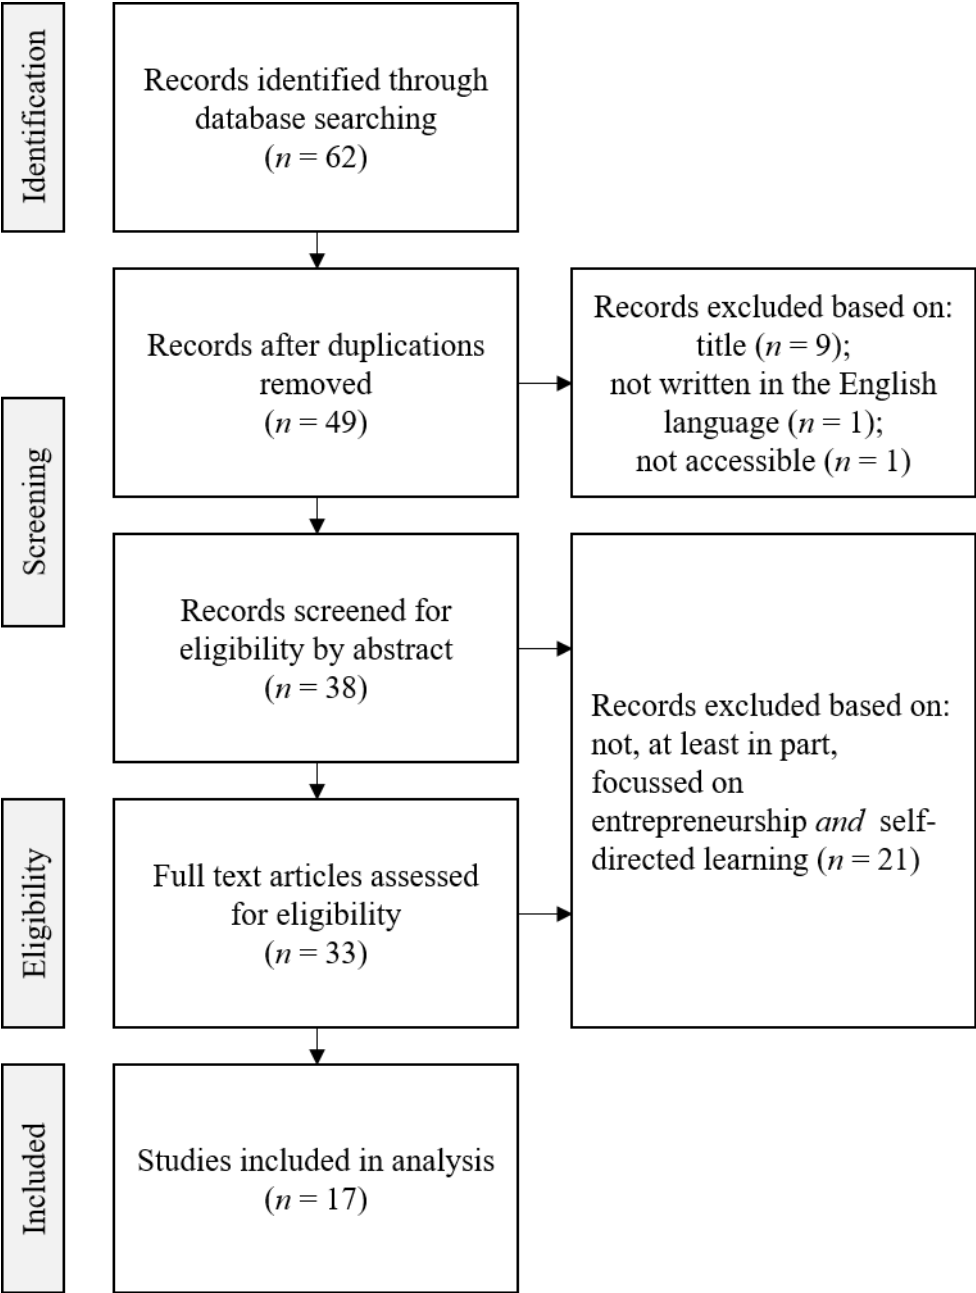 Identification
Records identified through
database searching
(n = 62)
Records after duplications
removed
(n = 49)
Records excluded based on:
title (n = 9);
not written in the English
language (n = 1);
not accessible (n = 1)
Screening
Records screened for
eligibility by abstract
(n = 38)
Records excluded based on:
not, at least in part,
focussed on
entrepreneurship and self-
directed learning (n = 21)
Eligibility
Full text articles assessed
for eligibility
(n = 33)
Included
Studies included in analysis
(n = 17)